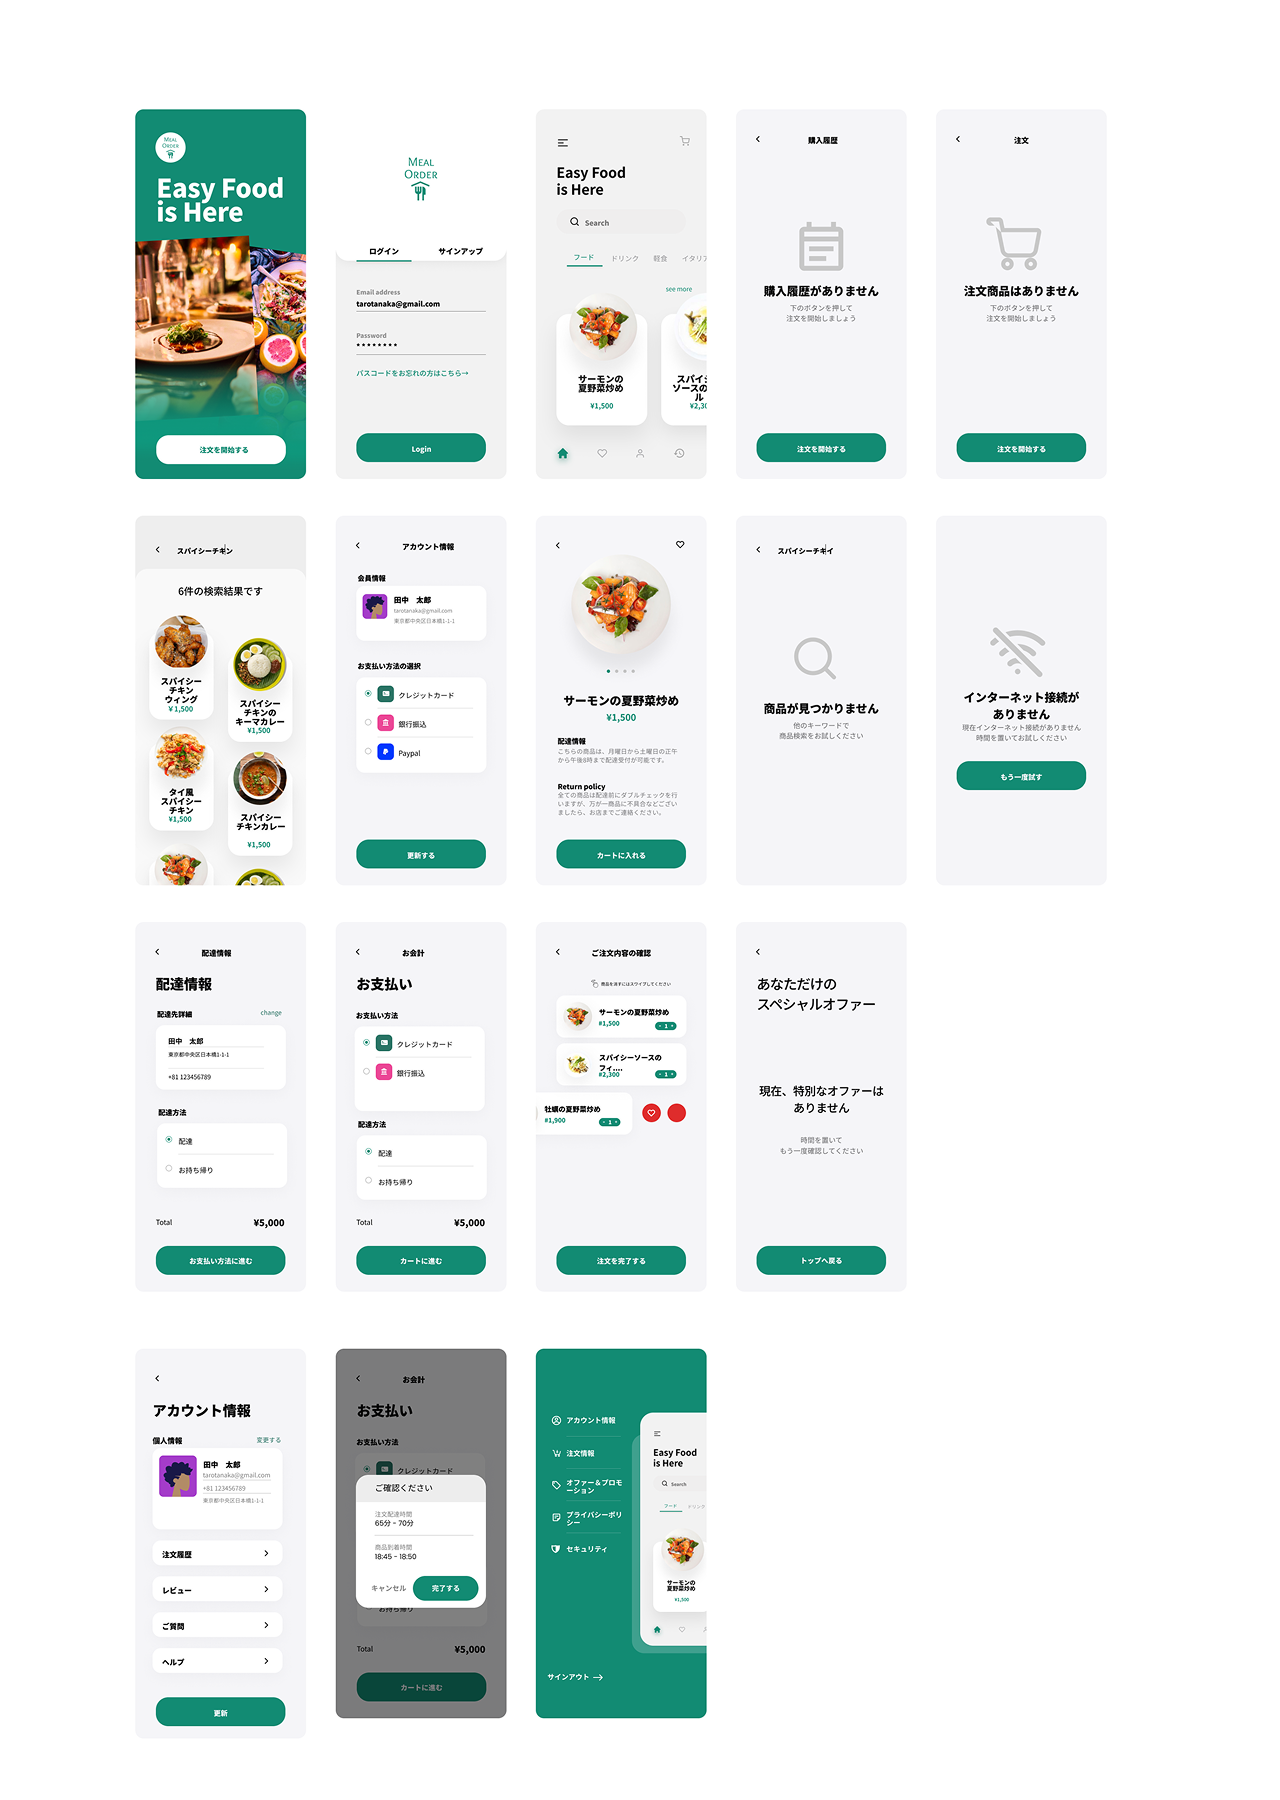 MEAL
ORDER
Easy Food
is Here
注文を開始する
MEAL
ORDER
ログイン
サインアップ
Email address
tarotanaka@gmail.com
Password
パスコードをお忘れの方はこちら→
Login
Easy Food
is Here
Search
フード
ドリンク
軽食
イタリア
see more
サーモンの
夏野菜炒め
¥1,500
スパイシ
ソースの
ル
¥2,30
購入履歴
購入履歴がありません
下のボタンを押して
注文を開始しましょう
注文を開始する
注文
注文商品はありません
下のボタンを押して
注文を開始しましょう
注文を開始する
スパイシーチキン
6件の検索結果です
スパイシー
チキン
ウィング
¥1,500
スパイシー
チキンの
キーマカレー
¥1,500
タイ風
スパイシー
チキン
¥1,500
スパイシー
チキンカレー
¥1,500
アカウント情報
会員情報
田中　太郎
tarotanaka@gmail.com
東京都中央区日本橋1-1-1
お支払い方法の選択
クレジットカード
銀行振込
Paypal
更新する
サーモンの夏野菜炒め
¥1,500
配達情報
こちらの商品は、月曜日から土曜日の正午
から午後8時まで配達受付が可能です。
Return policy
全ての商品は配達前にダブルチェックを行
いますが、万が一商品に不具合などござい
ましたら、お店までご連絡ください。
カートに入れる
スパイシーチキイ
商品が見つかりません
他のキーワードで
商品検索をお試しください
インターネット接続が
ありません
現在インターネット接続がありません
時間を置いてお試しください
もう一度試す
配達情報
配達情報
配達先詳細
change
田中　太郎
東京都中央区日本橋1-1-1
+81 123456789
配達方法
配達
お持ち帰り
Total
¥5,000
お支払い方法に進む
お会計
お支払い
お支払い方法
クレジットカード
銀行振込
配達方法
配達
お持ち帰り
Total
¥5,000
カートに進む
ご注文内容の確認
商品を消すにはスワイプしてください
サーモンの夏野菜炒め
#1,500
- 1 +
スパイシーソースの
フィ....
#2,300
- 1 +
牡蠣の夏野菜炒め
#1,900
- 1 +
注文を完了する
あなただけの
スペシャルオファー
現在、特別なオファーは
ありません
時間を置いて
もう一度確認してください
トップへ戻る
アカウント情報
個人情報
変更する
田中　太郎
tarotanaka@gmail.com
+81 123456789
東京都中央区日本橋1-1-1
注文履歴
レビュー
ご質問
ヘルプ
更新
お会計
お支払い
お支払い方法
クレジットカード
ご確認ください
注文配達時間
65分 - 70分
商品到着時間
18:45 - 18:50
キャンセル
完了する
お持ち帰り
Total
¥5,000
カートに進む
アカウント情報
注文情報
オファー＆プロモ
ーション
プライバシーポリ
シー
セキュリティ
サインアウト
Easy Food
is Here
Search
フード
ドリンク
サーモンの
夏野菜炒め
¥1,500